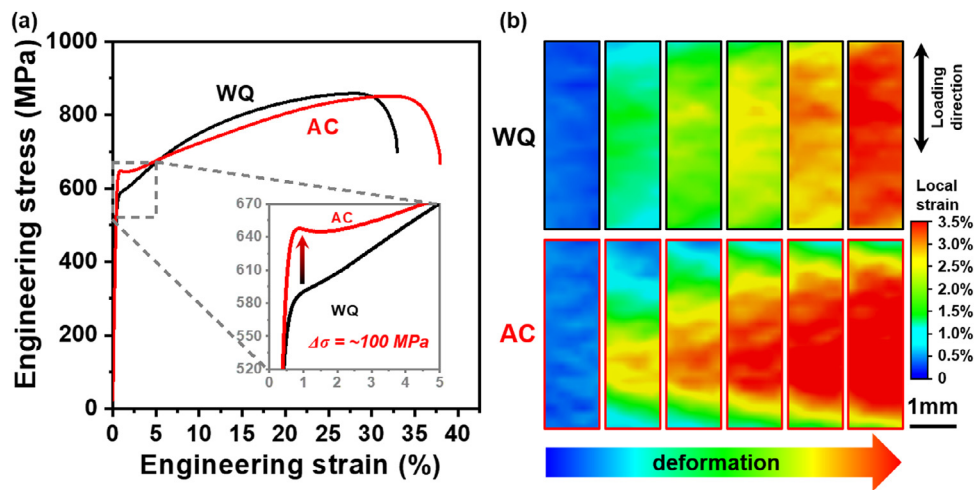 (a)
Engineering stress (MPa)
1000
800
600
400
200
0
0 5 10 15 20 25 30 35 40
Engineering strain (%)
WQ
AC
670
640
610
580
550
520
0 1 2 3 4 5
AC
WQ
Δσ = ~100 MPa
(b)
WQ
AC
Loading
direction
Local
strain
3.5%
3.0%
2.5%
2.0%
1.5%
1.0%
0.5%
0
1mm
deformation